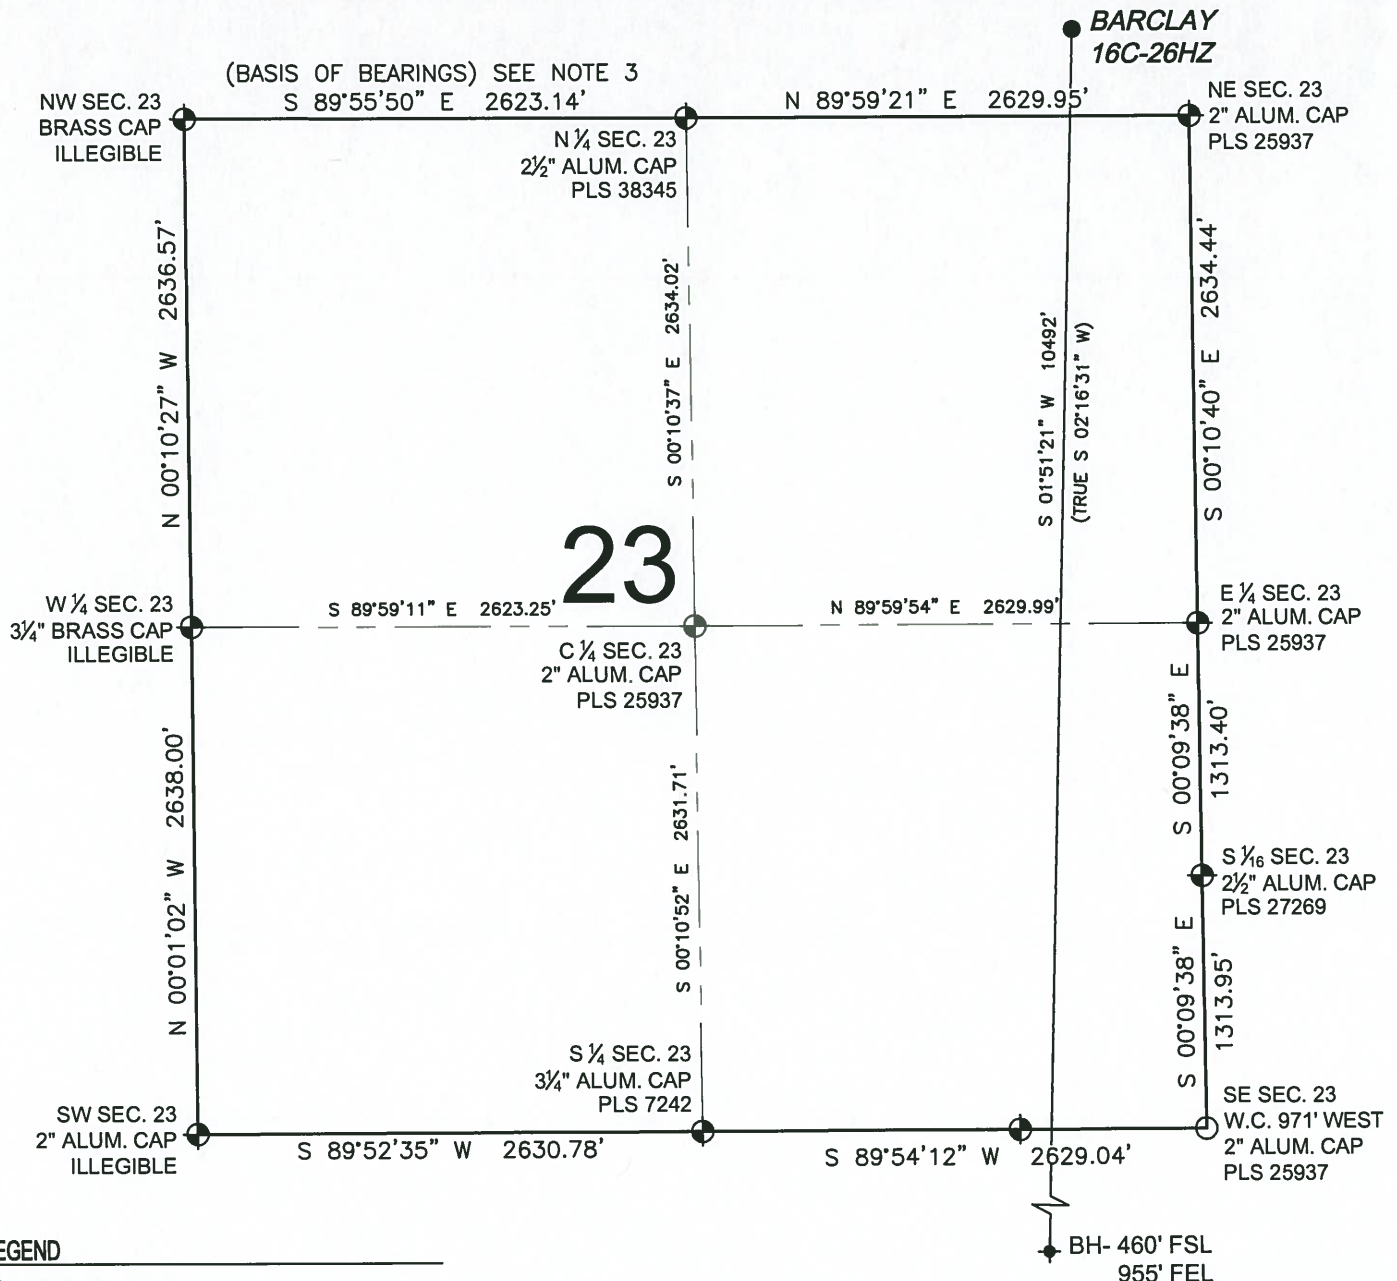 BARCLAY
16C-26HZ
(BASIS OF BEARINGS) SEE NOTE 3
S 89°55'50" E 2623.14'
N 89°59'21" E 2629.95'
NW SEC. 23
BRASS CAP
ILLEGIBLE
N 1/4 SEC. 23
2½" ALUM. CAP
PLS 38345
NE SEC. 23
2" ALUM. CAP
PLS 25937
N 00°10'27" W 2636.57'
S 00°10'37" E 2634.02'
S 01°51'21" W 10492'
(TRUE S 02°16'31" W)
S 00°10'40" E 2634.44'
23
W 1/4 SEC. 23
3¼" BRASS CAP
ILLEGIBLE
S 89°59'11" E 2623.25'
N 89°59'54" E 2629.99'
C 1/4 SEC. 23
2" ALUM. CAP
PLS 25937
E 1/4 SEC. 23
2" ALUM. CAP
PLS 25937
N 00°01'02" W 2638.00'
S 00°10'52" E 2631.71'
S 00°09'38" E
1313.40'
S 1/16 SEC. 23
2½" ALUM. CAP
PLS 27269
S 00°09'38" E
1313.95'
S 1/4 SEC. 23
3¼" ALUM. CAP
PLS 7242
SW SEC. 23
2" ALUM. CAP
ILLEGIBLE
SE SEC. 23
W.C. 971' WEST
2" ALUM. CAP
PLS 25937
S 89°52'35" W 2630.78'
S 89°54'12" W 2629.04'
BH- 460' FSL
955' FEL
EGEND